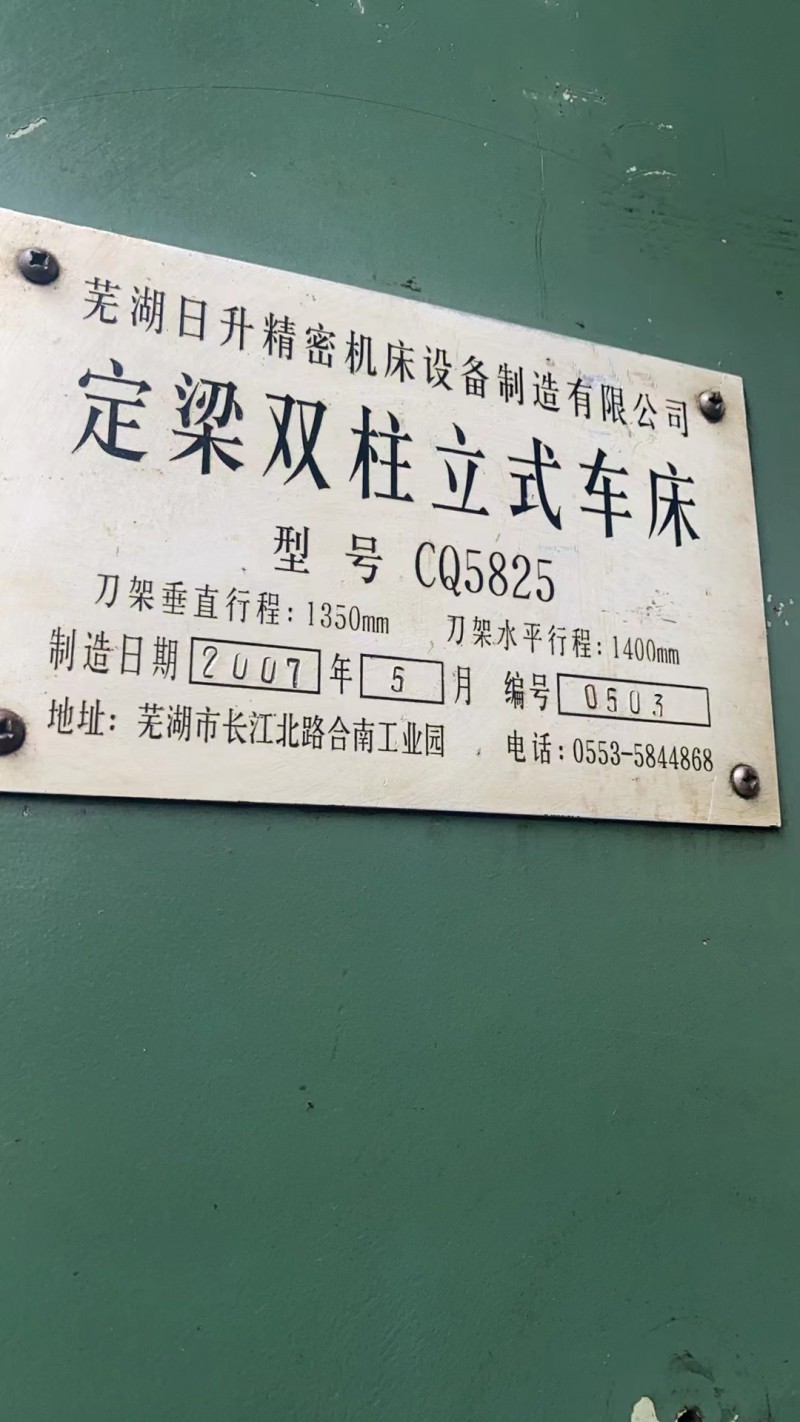 芜湖日升精密机床设备制造有限公司
定梁双柱立式车床
型号 CQ5825
刀架垂直行程:1350mm 刀架水平行程:1400mm
制造日期 2007 年 5 月 编号 0503
地址:芜湖市长江北路合南工业园 电话:0553-5844868